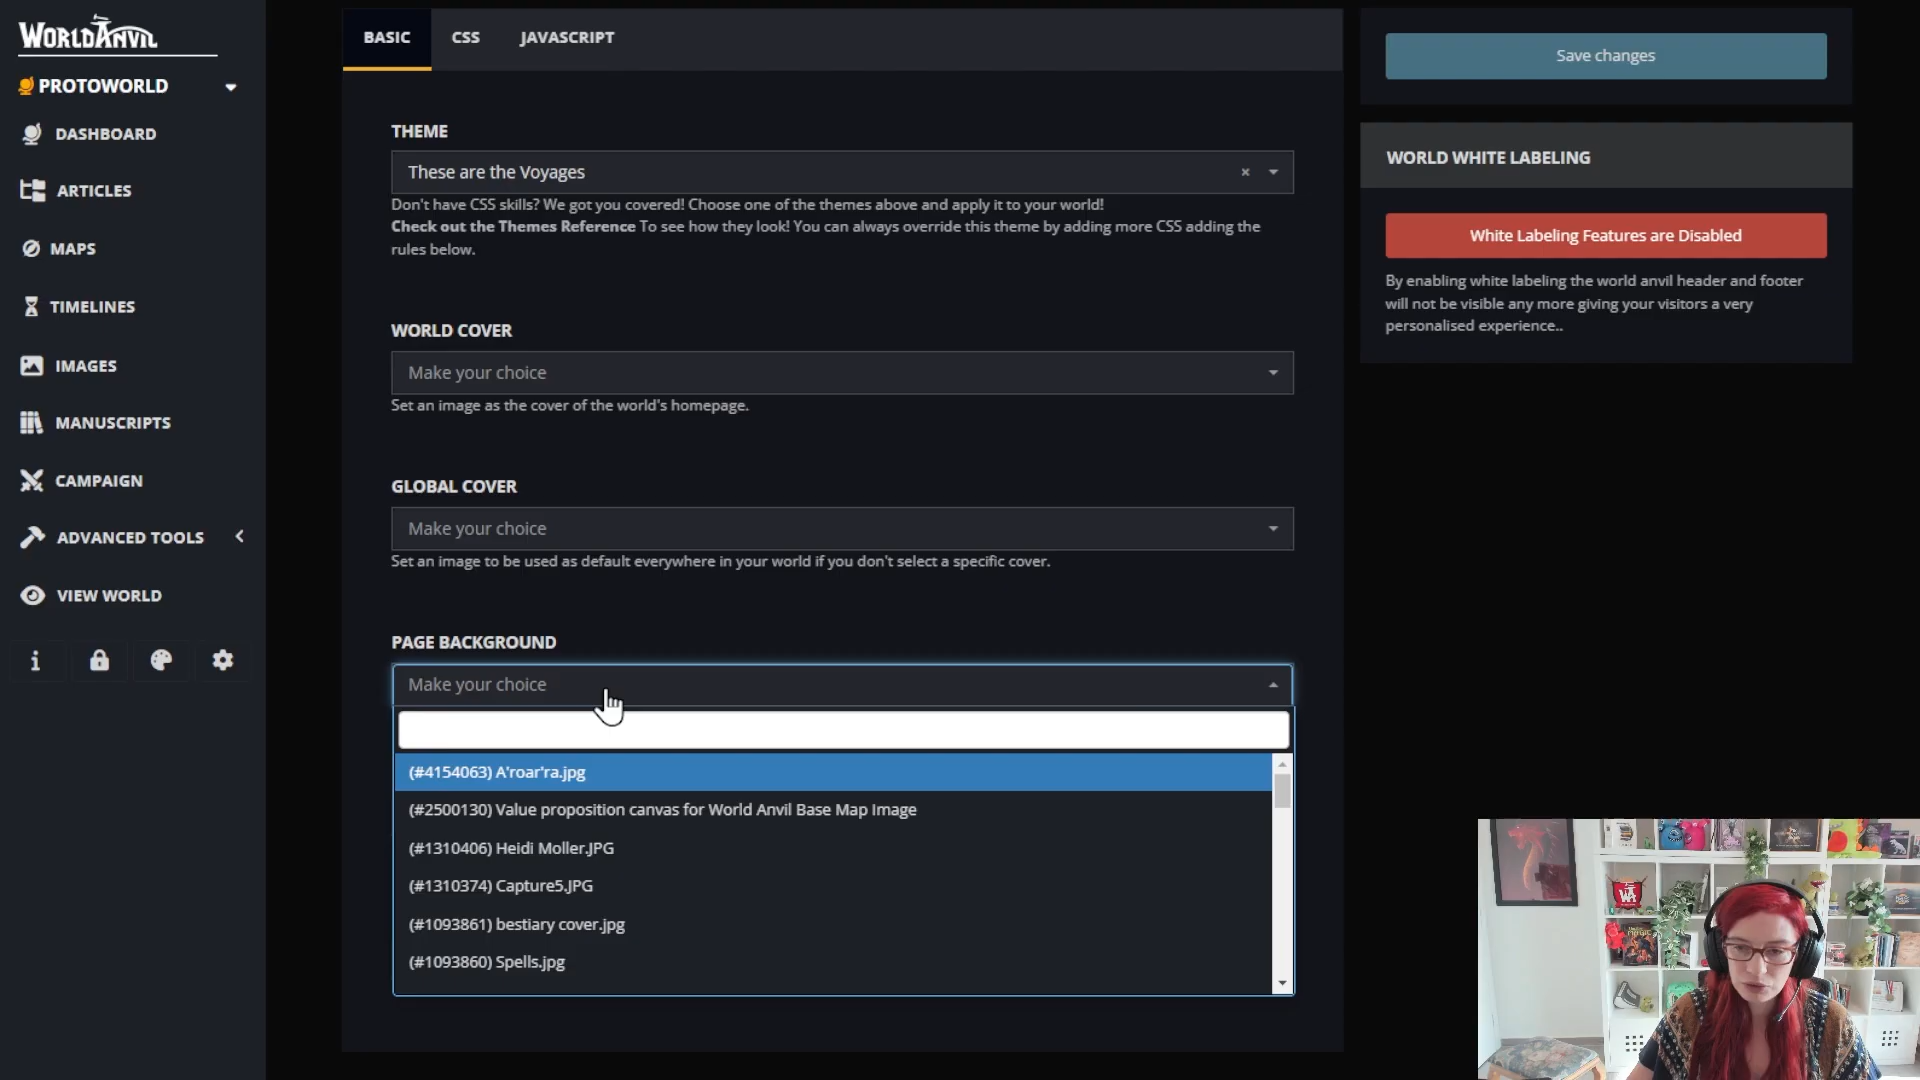 WORLDANVIL
PROTOWORLD
DASHBOARD
ARTICLES
MAPS
TIMELINES
IMAGES
MANUSCRIPTS
CAMPAIGN
ADVANCED TOOLS
VIEW WORLD
BASIC
CSS
JAVASCRIPT
THEME
These are the Voyages
Don't have CSS skills? We got you covered! Choose one of the themes above and apply it to your world!
Check out the Themes Reference To see how they look! You can always override this theme by adding more CSS adding the
rules below.
WORLD COVER
Make your choice
Set an image as the cover of the world's homepage.
GLOBAL COVER
Make your choice
Set an image to be used as default everywhere in your world if you don't select a specific cover.
PAGE BACKGROUND
Make your choice
(#4154063) A'roar'ra.jpg
(#2500130) Value proposition canvas for World Anvil Base Map Image
(#1310406) Heidi Moller.JPG
(#1310374) Capture5.JPG
(#1093861) bestiary cover.jpg
(#1093860) Spells.jpg
Save changes
WORLD WHITE LABELING
White Labeling Features are Disabled
By enabling white labeling the world anvil header and footer
will not be visible any more giving your visitors a very
personalised experience..